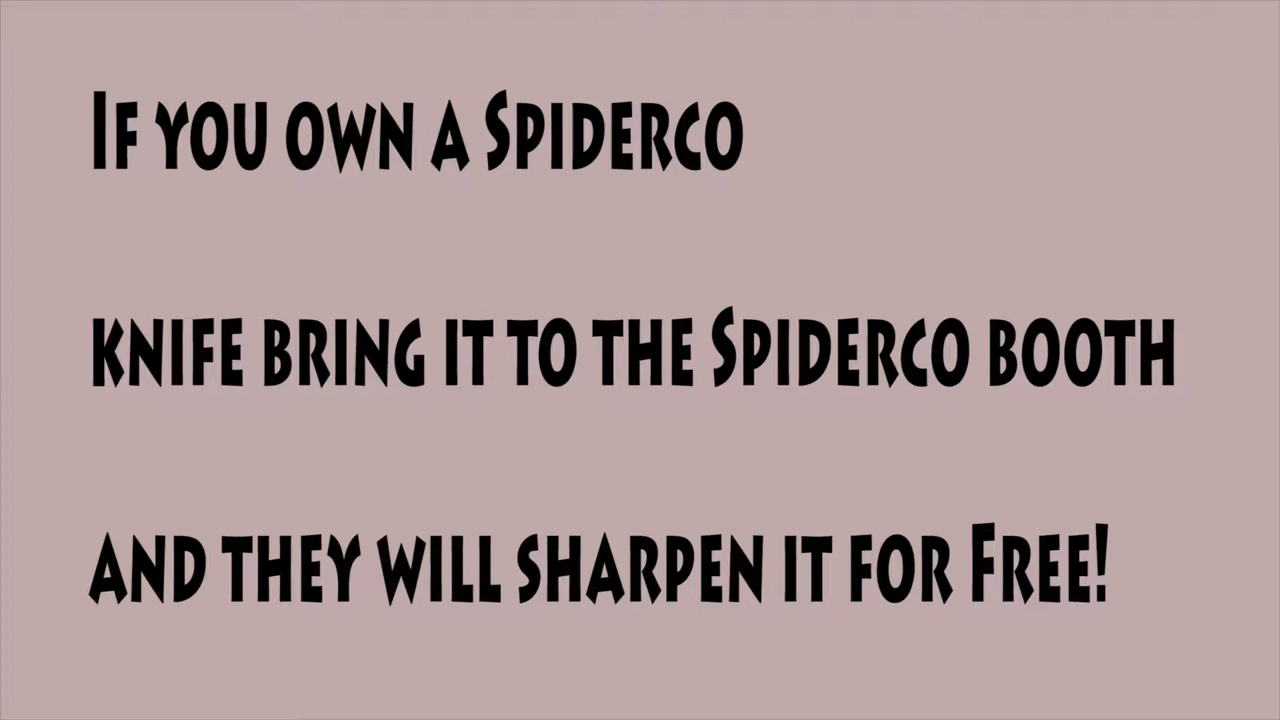 If you own a Spiderco
knife bring it to the Spiderco booth
and they will sharpen it for Free!